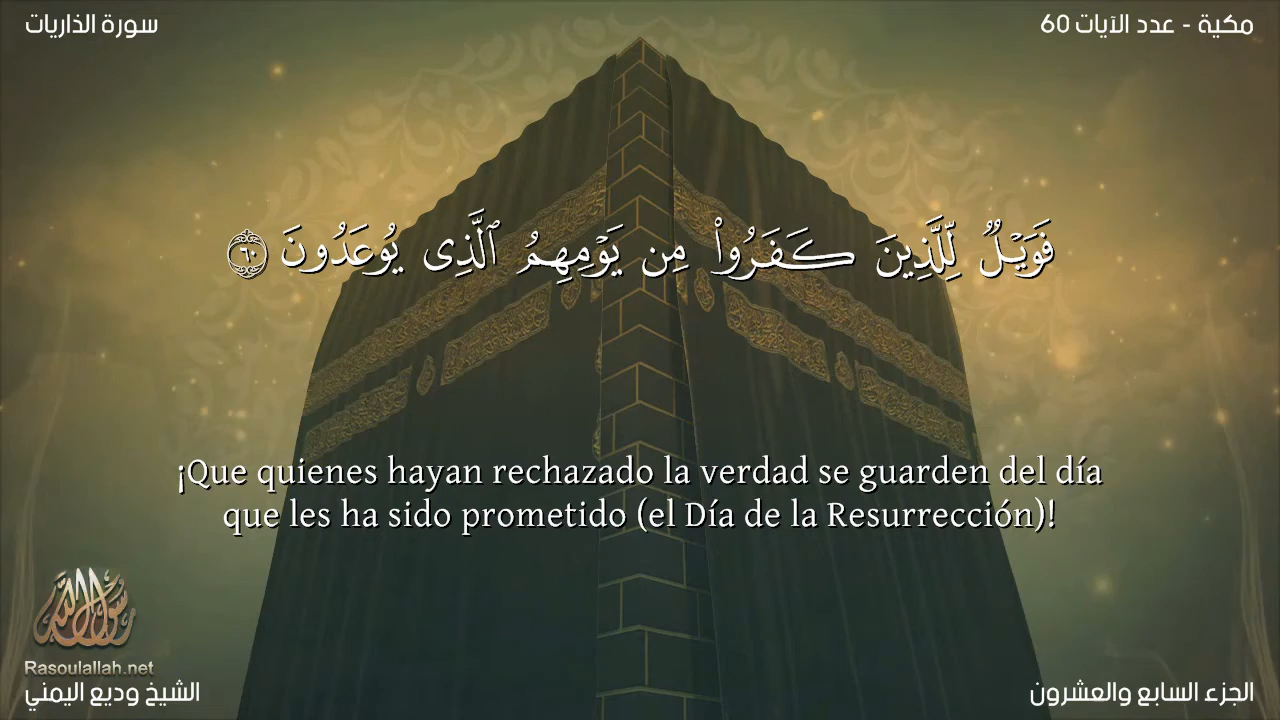 سورة الذاريات
مكية - عدد الآيات 60
فَوَيْلٌ لِّلَّذِينَ كَفَرُوا۟ مِن يَوْمِهِمُ ٱلَّذِى يُوعَدُونَ ٦٠
¡Que quienes hayan rechazado la verdad se guarden del día
que les ha sido prometido (el Día de la Resurrección)!
رسول الله
Rasoulallah.net
الشيخ وديع اليمني
الجزء السابع والعشرون